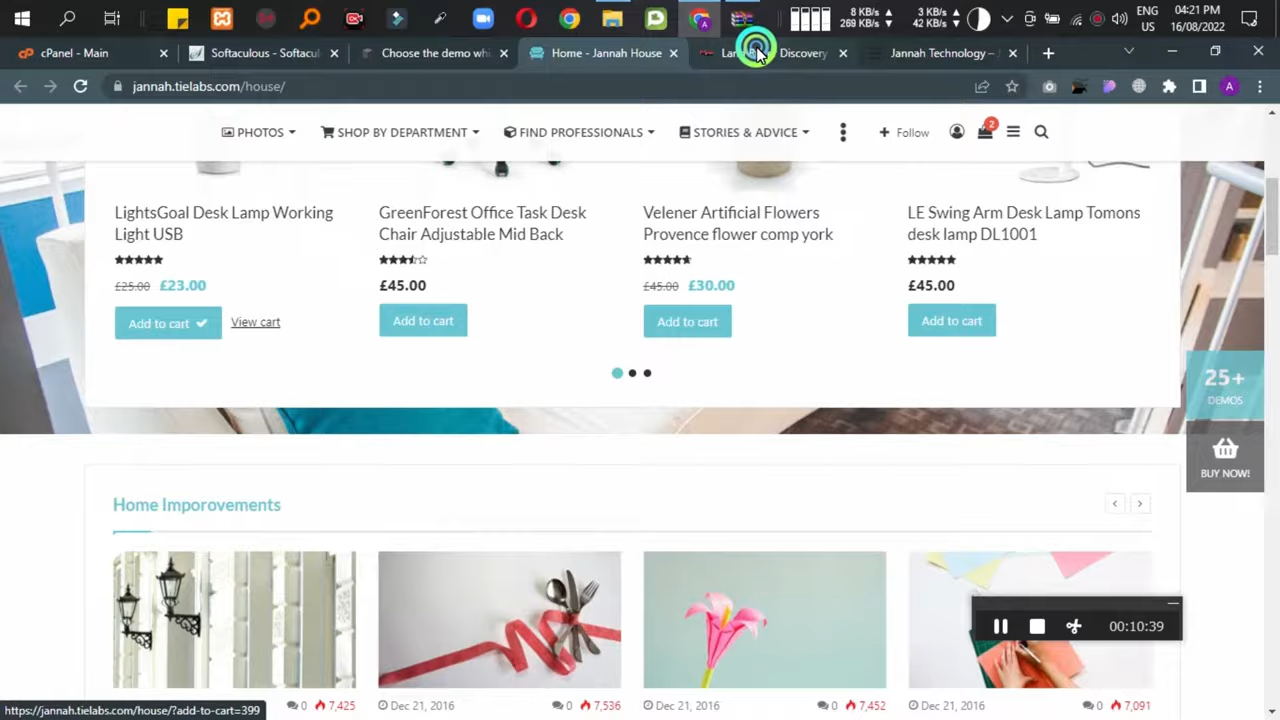 8 KB/s
269 KB/s
3 KB/s
42 KB/s
ENG
US
04:21 PM
16/08/2022
cPanel - Main
Softaculous - Softacul
Choose the demo whi
Home - Jannah House
Discovery
Jannah Technology –
jannah.tielabs.com/house/
A
PHOTOS
SHOP BY DEPARTMENT
FIND PROFESSIONALS
STORIES & ADVICE
+ Follow
2
LightsGoal Desk Lamp Working
Light USB
£25.00 £23.00
Add to cart
View cart
GreenForest Office Task Desk
Chair Adjustable Mid Back
£45.00
Add to cart
Velener Artificial Flowers
Provence flower comp york
£45.00 £30.00
Add to cart
LE Swing Arm Desk Lamp Tomons
desk lamp DL1001
£45.00
Add to cart
25+
DEMOS
BUY NOW!
Home Imporovements
00:10:39
0 7,425
Dec 21, 2016 0 7,536
Dec 21, 2016 0 7,452
Dec 21, 2016 0 7,091
https://jannah.tielabs.com/house/?add-to-cart=399